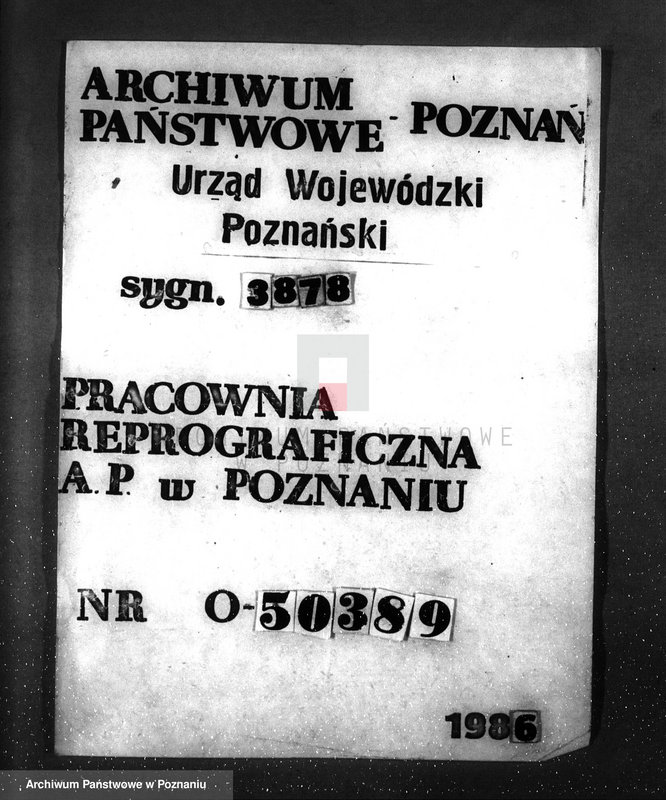 ARCHIWUM
PAŃSTWOWE - POZNAŃ
Urząd Wojewódzki
Poznański
sygn. 3878
PRACOWNIA
REPROGRAFICZNA
A.P. w POZNANIU
NR O-50389
1986
Archiwum Państwowe w Poznaniu